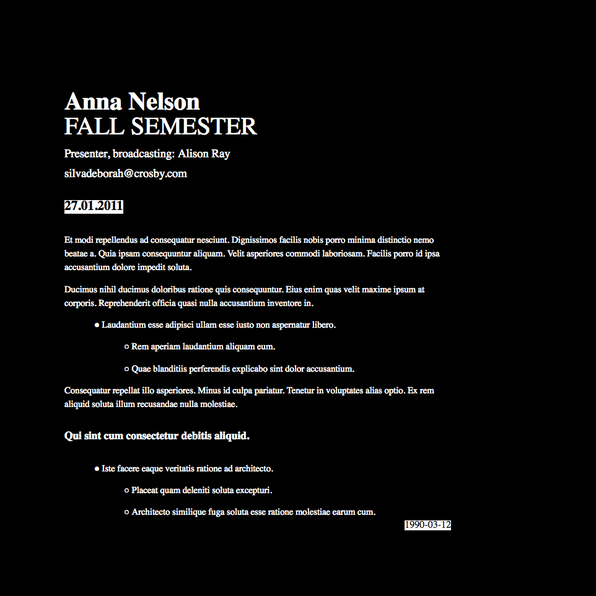 Anna Nelson
FALL SEMESTER
Presenter, broadcasting: Alison Ray
silvadeborah@crosby.com
27.01.2011
Et modi repellendus ad consequatur nesciunt. Dignissimos facilis nobis porro minima distinctio nemo
beatae a. Quia ipsam consequuntur aliquam. Velit asperiores commodi laboriosam. Facilis porro id ipsa
accusantium dolore impedit soluta.
Ducimus nihil ducimus doloribus ratione quis consequuntur. Eius enim quas velit maxime ipsum at
corporis. Reprehenderit officia quasi nulla accusantium inventore in.
Laudantium esse adipisci ullam esse iusto non aspernatur libero.
Rem aperiam laudantium aliquam eum.
Quae blanditiis perferendis explicabo sint dolor accusantium.
Consequatur repellat illo asperiores. Minus id culpa pariatur. Tenetur in voluptates alias optio. Ex rem
aliquid soluta illum recusandae nulla molestiae.
Qui sint cum consectetur debitis aliquid.
Iste facere eaque veritatis ratione ad architecto.
Placeat quam deleniti soluta excepturi.
Architecto similique fuga soluta esse ratione molestiae earum cum.
1990-03-12